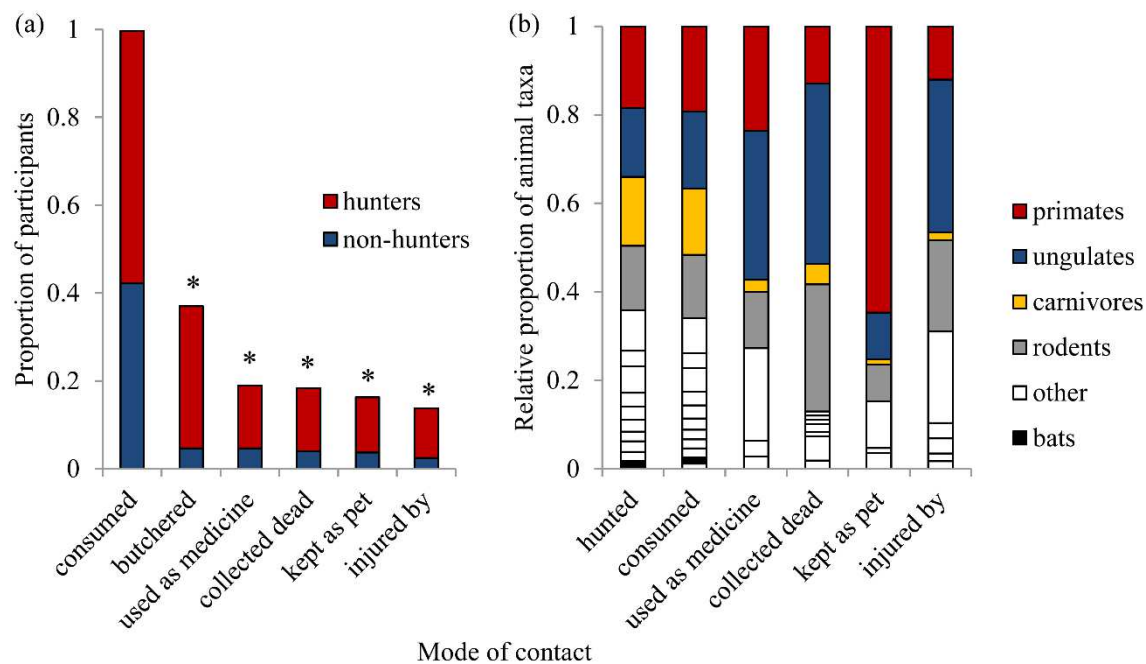 (a)
Proportion of participants
1
0.8
0.6
0.4
0.2
0
hunters
non-hunters
*
*
*
*
*
consumed
butchered
used as medicine
collected dead
kept as pet
injured by
(b)
Relative proportion of animal taxa
1
0.8
0.6
0.4
0.2
0
primates
ungulates
carnivores
rodents
other
bats
hunted
consumed
used as medicine
collected dead
kept as pet
injured by
Mode of contact